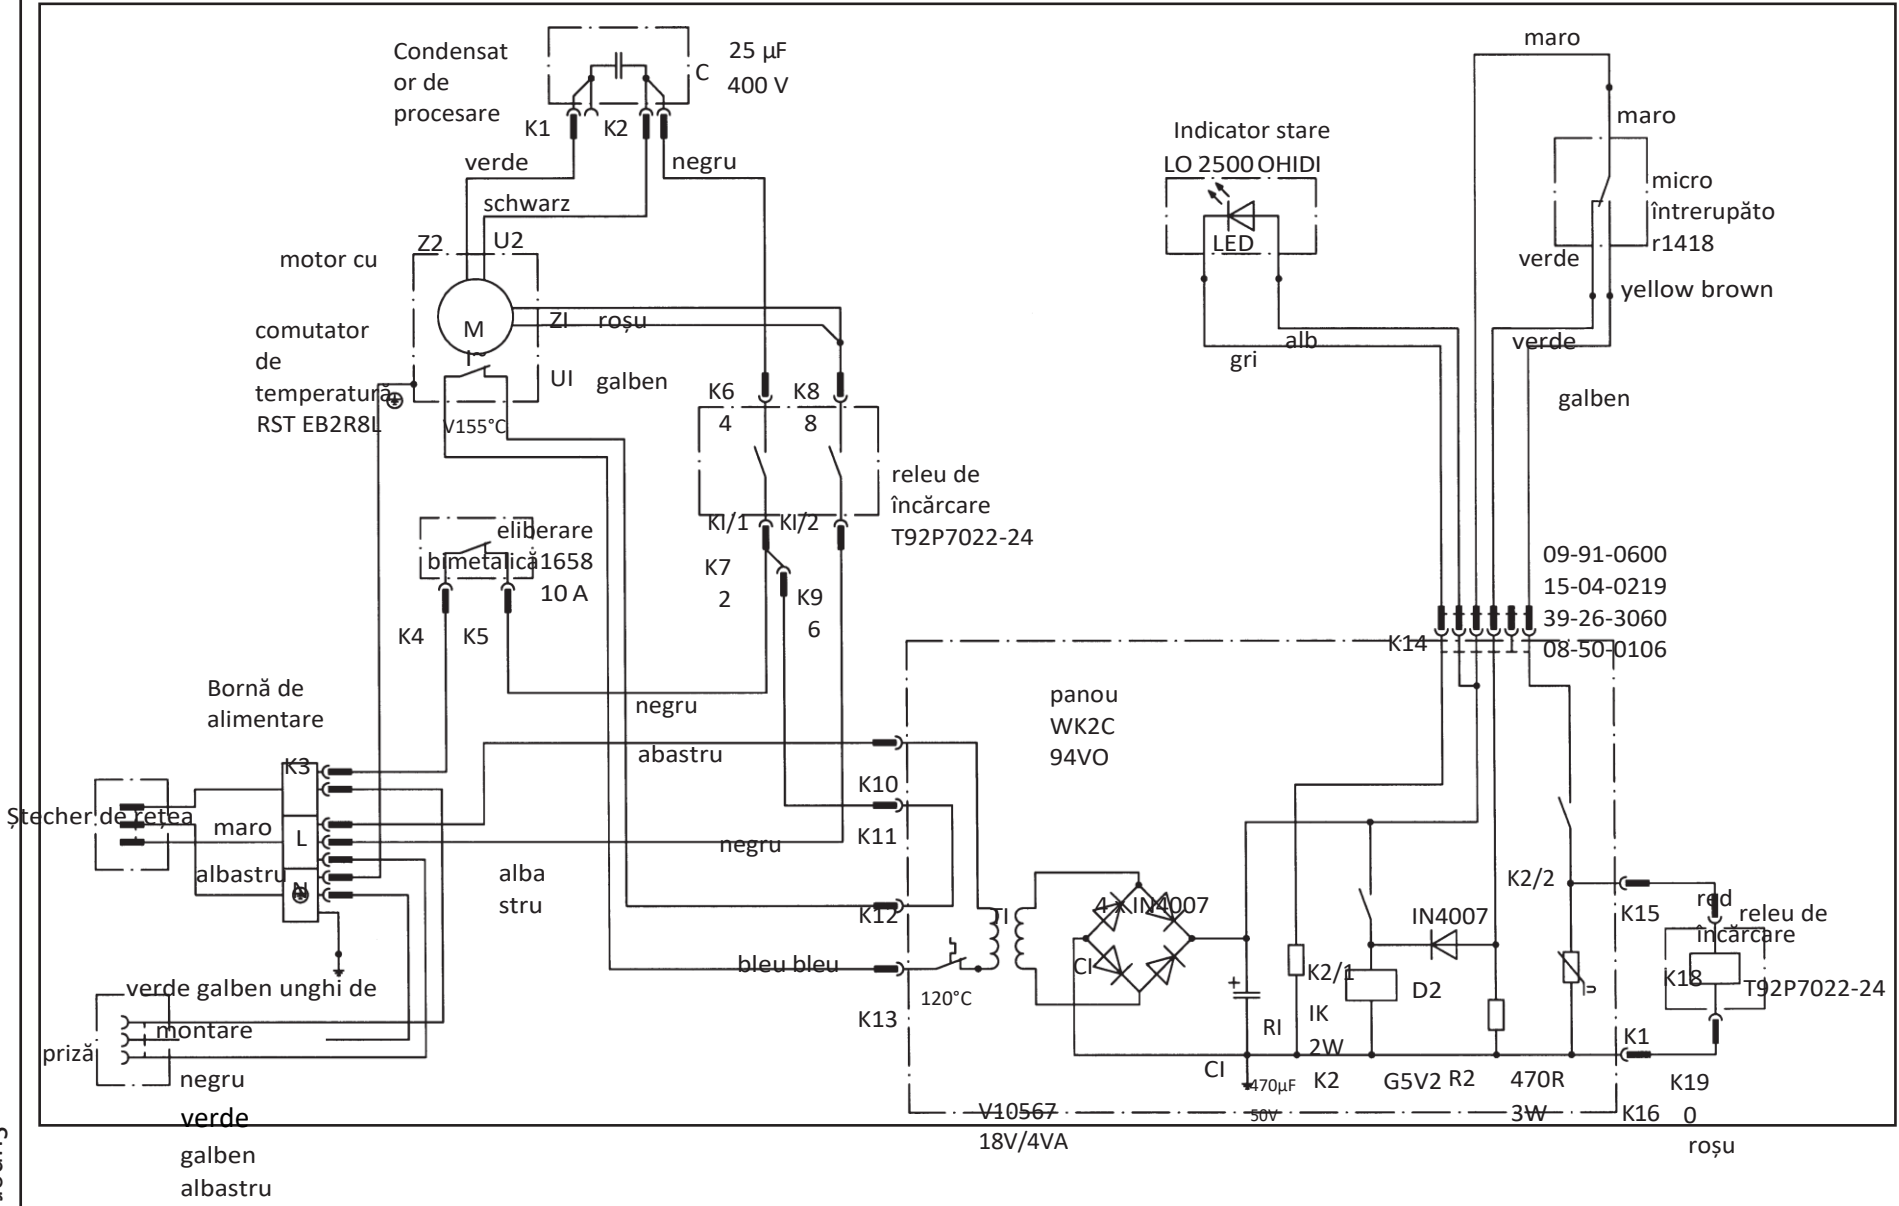 Condensat
or de
procesare
25 µF
400 V
C
K1
K2
verde
negru
schwarz
Z2
U2
motor cu
comutator
de
temperatură
RST EB2R8L
M
I~
ZI
roșu
UI
galben
V155°C
K6
4
K8
8
releu de
încărcare
T92P7022-24
KI/1
KI/2
K7
2
K9
6
eliberare
bimetalică1658
10 A
K4
K5
negru
Bornă de
alimentare
K3
L
N
Ștecher de rețea
maro
albastru
alba
stru
abastru
negru
bleu bleu
verde galben unghi de
montare
priză
negru
verde
galben
albastru
Indicator stare
LO 2500 OHIDI
LED
gri
alb
maro
maro
micro
întrerupăto
r1418
verde
yellow brown
verde
galben
09-91-0600
15-04-0219
39-26-3060
08-50-0106
K14
panou
WK2C
94VO
K10
K11
K12
K13
120°C
TI
4 XIN4007
CI
+
RI
CI
470µF
50V
K2/1
IK
2W
K2
IN4007
D2
G5V2
R2
470R
3W
K2/2
U
K15
red
releu de
încărcare
K18
T92P7022-24
K1
K19
K16
0
roșu
V10567
18V/4VA